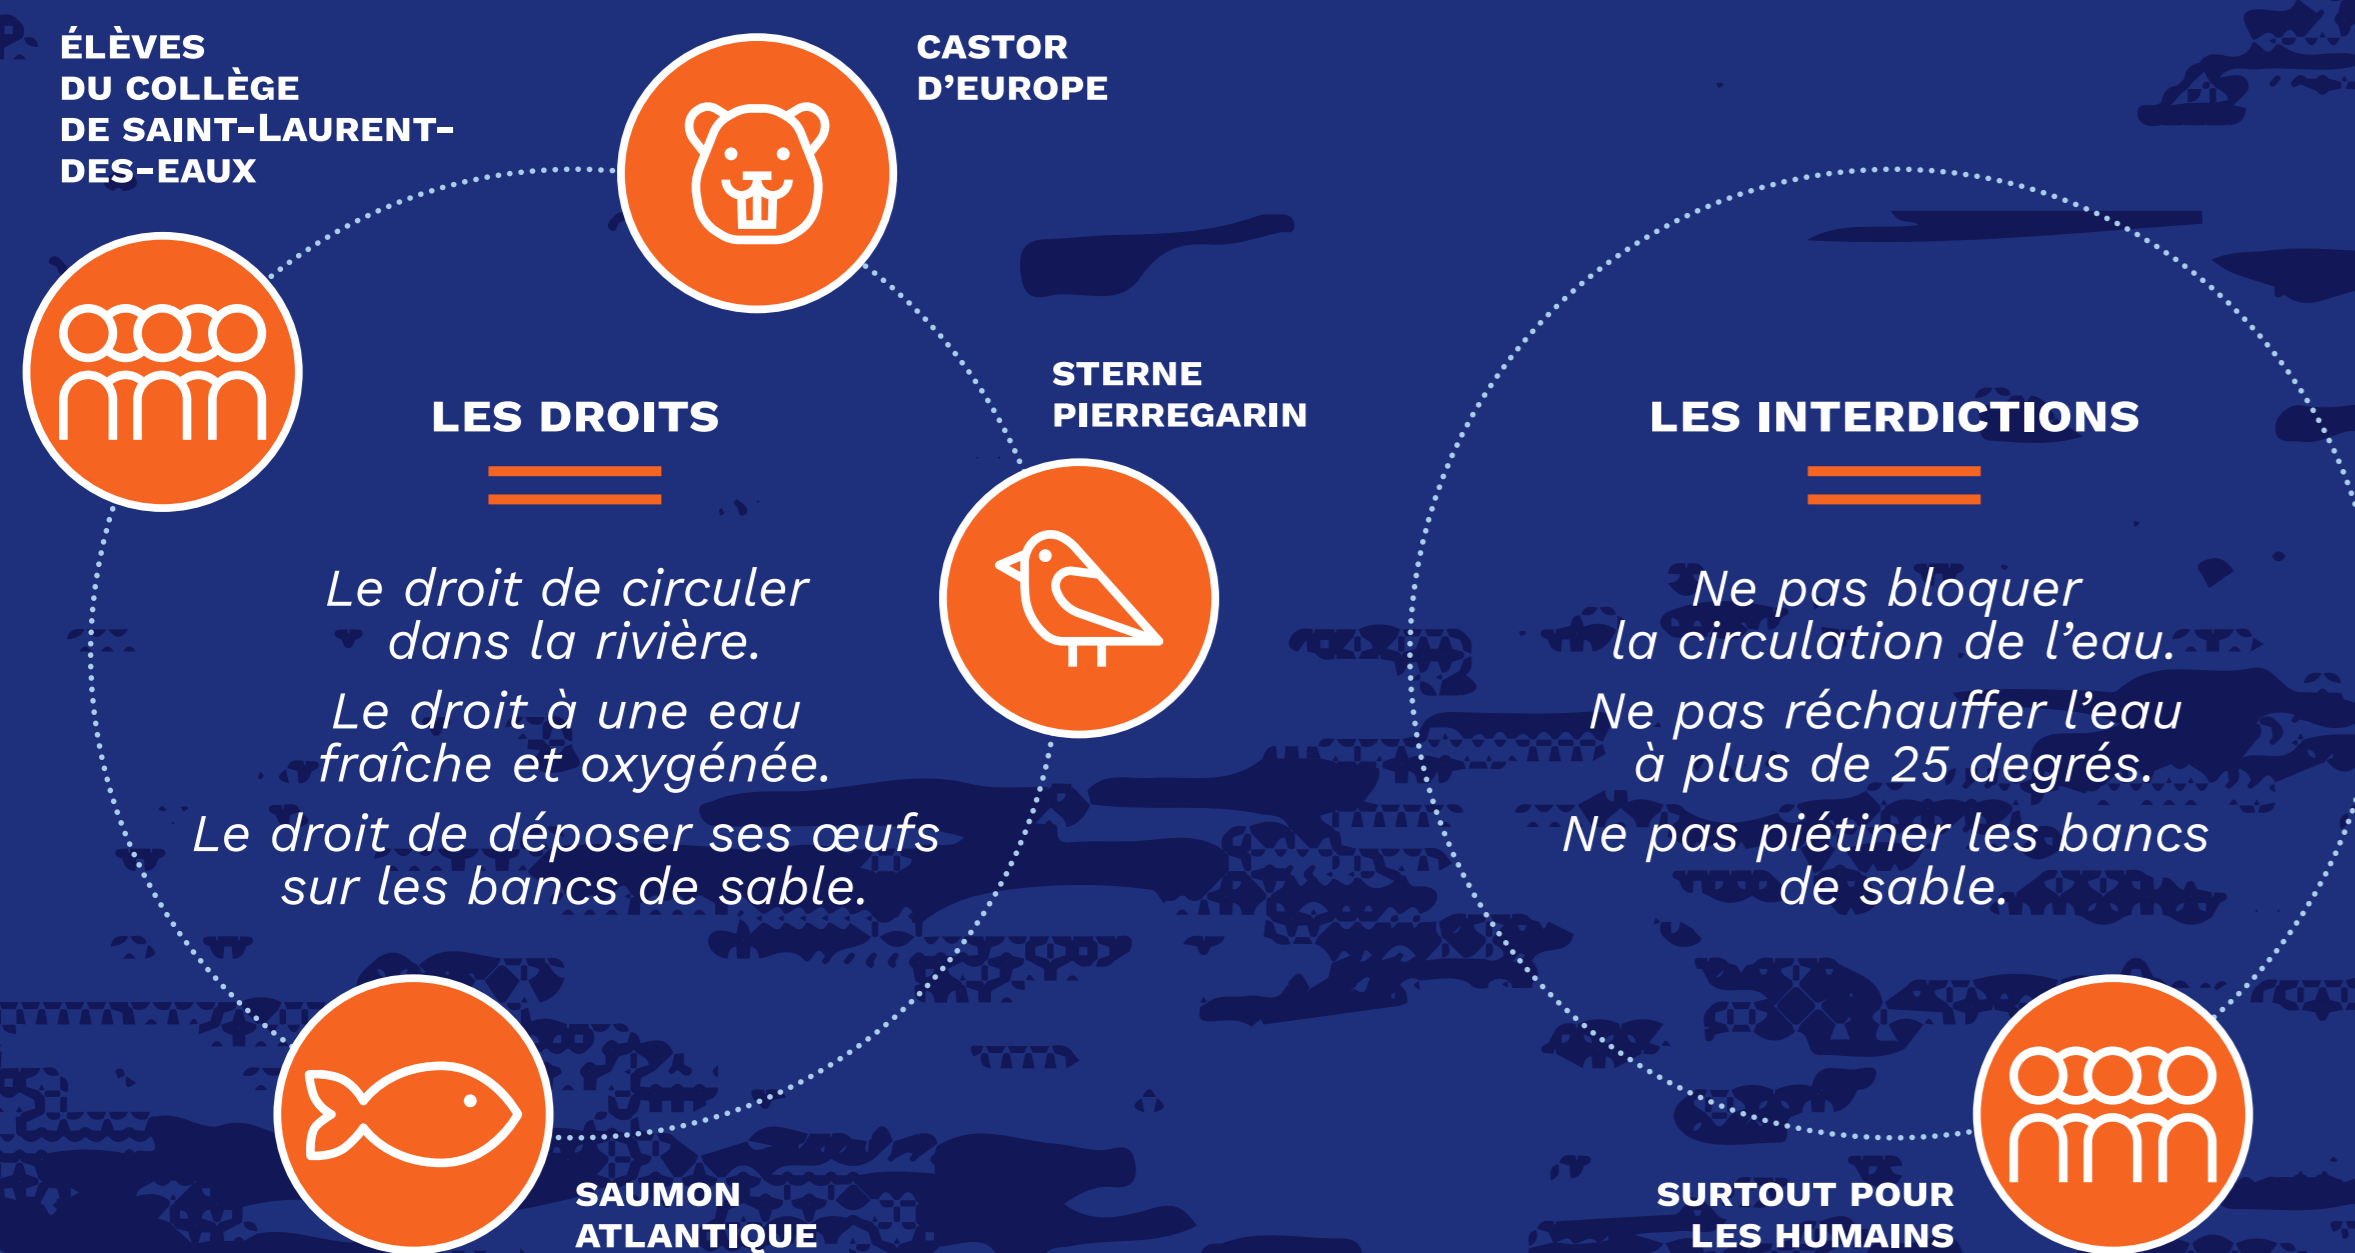 ÉLÈVES
DU COLLÈGE
DE SAINT-LAURENT-
DES-EAUX
CASTOR
D’EUROPE
STERNE
PIERREGARIN
LES DROITS
Le droit de circuler
dans la rivière.
Le droit à une eau
fraîche et oxygénée.
Le droit de déposer ses œufs
sur les bancs de sable.
SAUMON
ATLANTIQUE
LES INTERDICTIONS
Ne pas bloquer
la circulation de l’eau.
Ne pas réchauffer l’eau
à plus de 25 degrés.
Ne pas piétiner les bancs
de sable.
SURTOUT POUR
LES HUMAINS